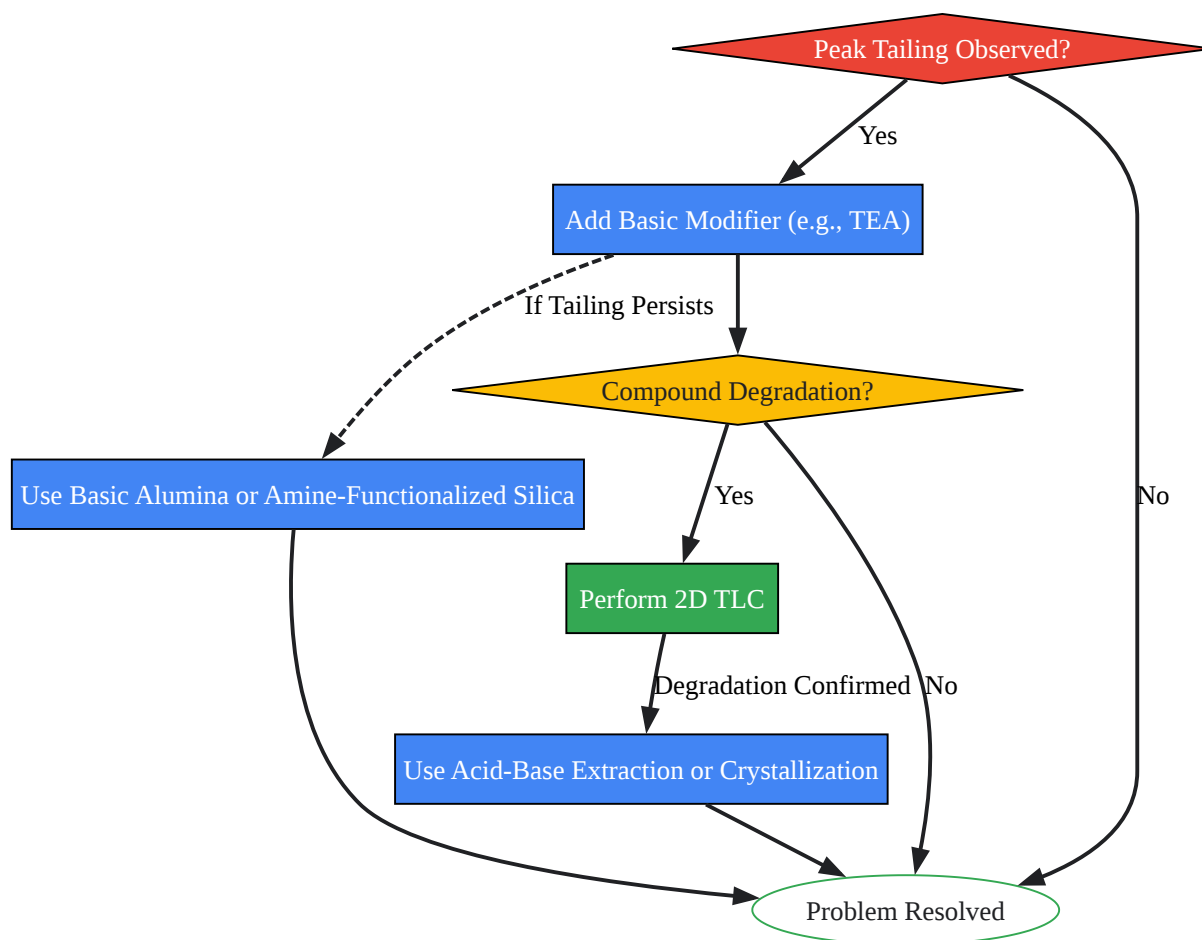 Peak Tailing Observed?
Yes
Add Basic Modifier (e.g., TEA)
If Tailing Persists
Compound Degradation?
Use Basic Alumina or Amine-Functionalized Silica
Yes
No
Perform 2D TLC
Degradation Confirmed
No
Use Acid-Base Extraction or Crystallization
Problem Resolved